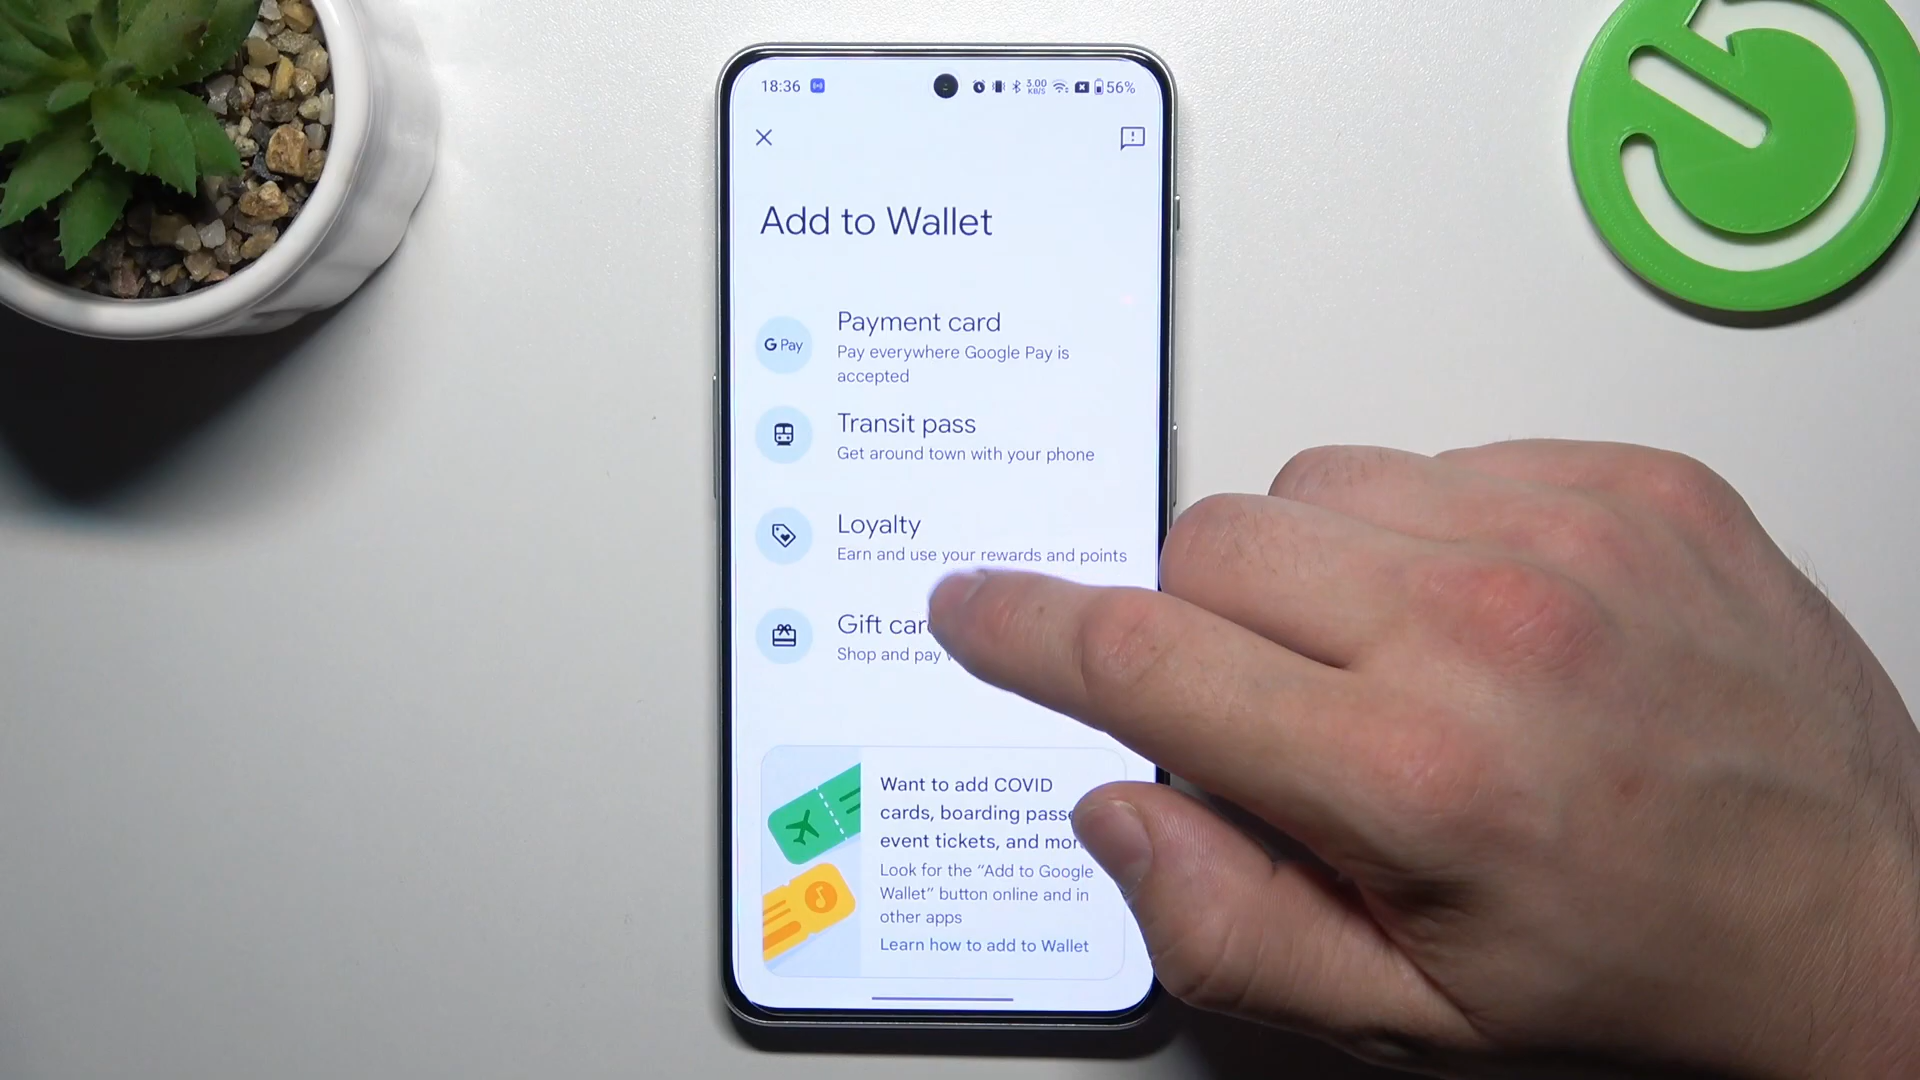 18:36 3.00 KB/S 56%
Add to Wallet
Payment card
G Pay
Pay everywhere Google Pay is
accepted
Transit pass
Get around town with your phone
Loyalty
Earn and use your rewards and points
Gift
Shop and pay
Want to add COVID
cards, boarding
event tickets, and
Look for the “Add to Google
Wallet” button online and in
other apps
Learn how to add to Wallet